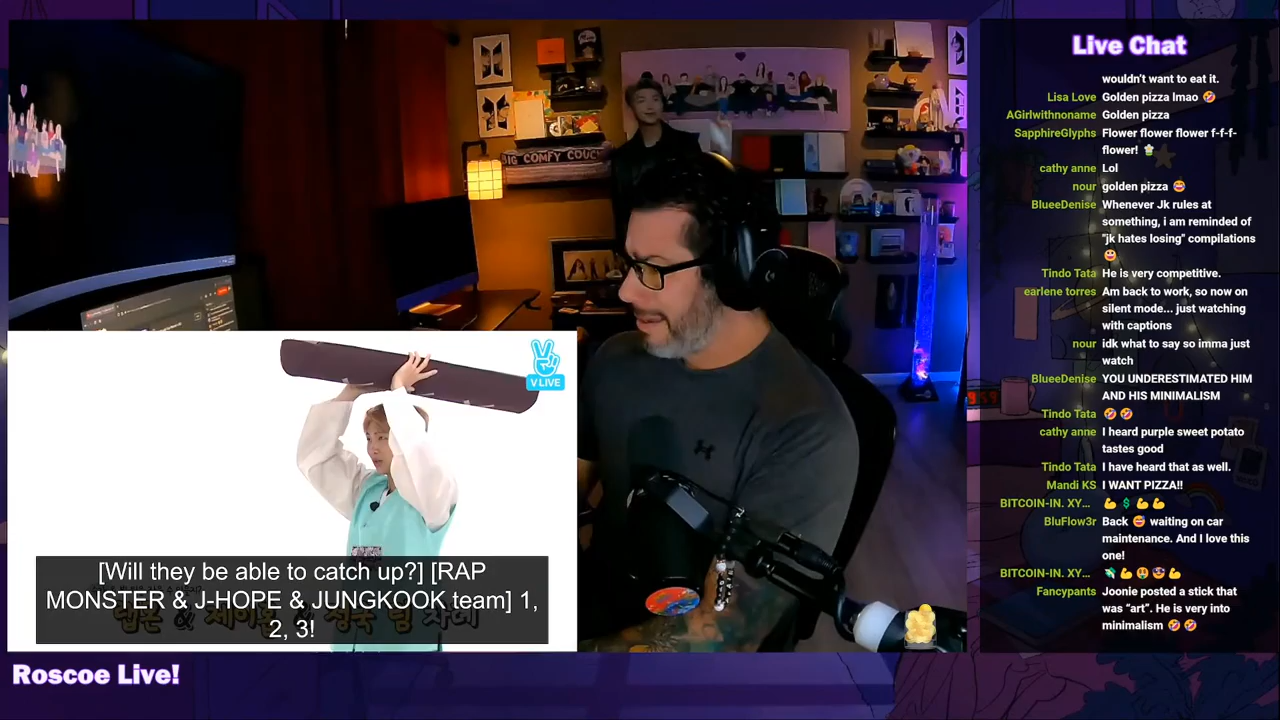 Live Chat
wouldn't want to eat it.
Lisa Love Golden pizza lmao 🤣
AGirlwithnoname Golden pizza
SapphireGlyphs Flower flower flower f-f-f-
flower!
cathy anne Lol
nour golden pizza 😅
BlueeDenise Whenever Jk rules at
something, i am reminded of
"jk hates losing" compilations
😀
Tindo Tata He is very competitive.
earlene torres Am back to work, so now on
silent mode... just watching
with captions
nour idk what to say so imma just
watch
BlueeDenise YOU UNDERESTIMATED HIM
AND HIS MINIMALISM
Tindo Tata 🤣 🤣
cathy anne I heard purple sweet potato
tastes good
Tindo Tata I have heard that as well.
Mandi KS I WANT PIZZA!!
BITCOIN-IN. XY... 💪 💲 💪 💪
BluFlow3r Back 😅 waiting on car
maintenance. And I love this
one!
BITCOIN-IN. XY... 💸 💪 🤑 😎 💪
Fancypants Joonie posted a stick that
was “art”. He is very into
minimalism 🤣 🤣
BIG COMFY COUCH
V LIVE
[Will they be able to catch up?] [RAP
MONSTER & J-HOPE & JUNGKOOK team] 1,
2, 3!
Roscoe Live!